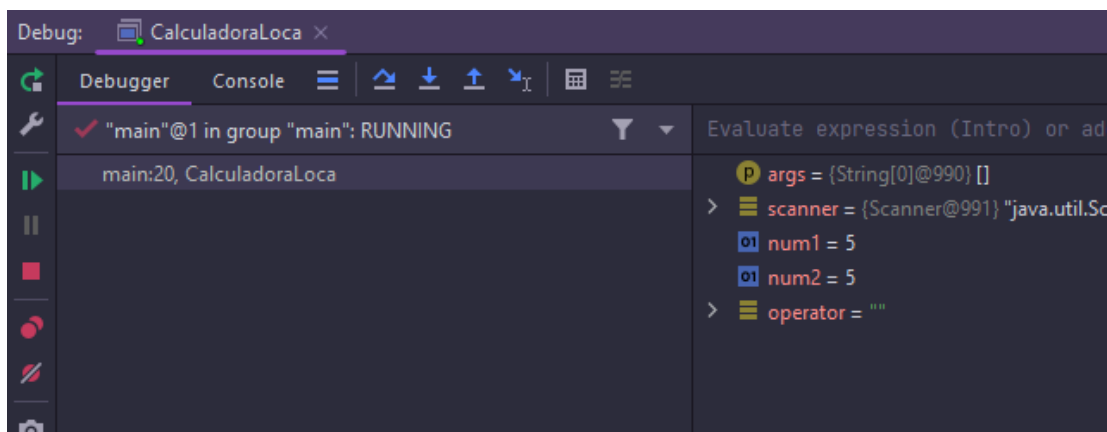 Debug: CalculadoraLoca
Debugger Console
"main"@1 in group "main": RUNNING
main:20, CalculadoraLoca
Evaluate expression (Intro) or ad
args = {String[0]@990} []
scanner = {Scanner@991} "java.util.Sc
num1 = 5
num2 = 5
operator = ""